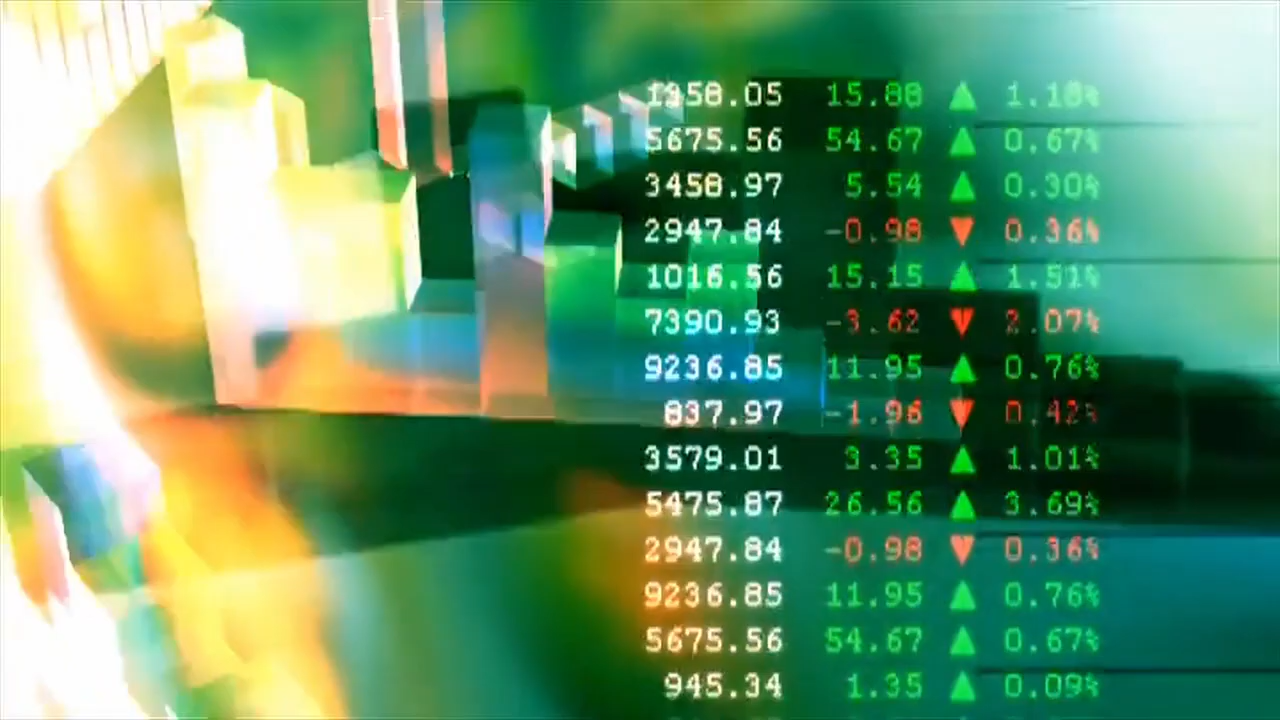 1358.05 15.88 ▲ 1.18%
5675.56 54.67 ▲ 0.67%
3458.97 5.54 ▲ 0.30%
2947.84 -0.98 ▼ 0.36%
1016.56 15.15 ▲ 1.51%
7390.93 -3.62 ▼ 2.07%
9236.85 11.95 ▲ 0.76%
837.97 -1.96 ▼ 0.42%
3579.01 3.35 ▲ 1.01%
5475.87 26.56 ▲ 3.69%
2947.84 -0.98 ▼ 0.36%
9236.85 11.95 ▲ 0.76%
5675.56 54.67 ▲ 0.67%
945.34 1.35 ▲ 0.09%